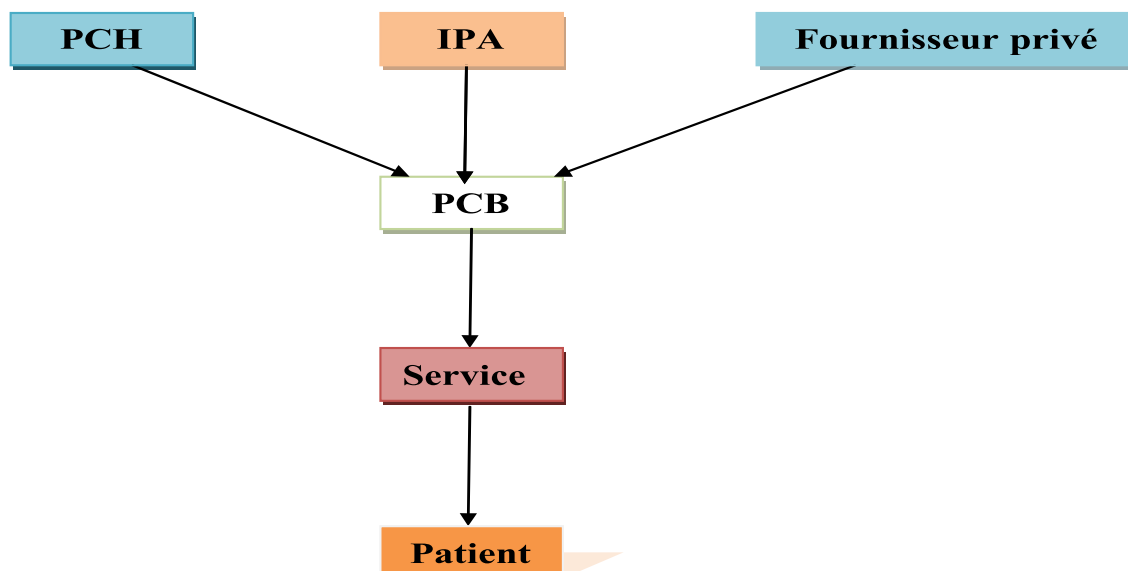 PCH
IPA
Fournisseur privé
PCB
Service
Patient